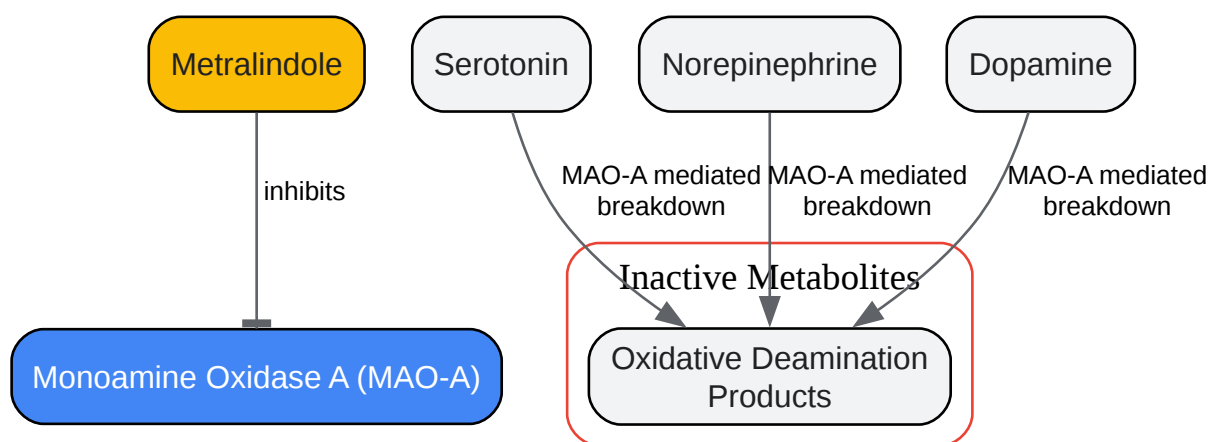 Metralindole
Serotonin
Norepinephrine
Dopamine
inhibits
MAO-A mediated
breakdown
MAO-A mediated
breakdown
MAO-A mediated
breakdown
Inactive Metabolites
Monoamine Oxidase A (MAO-A)
Oxidative Deamination
Products